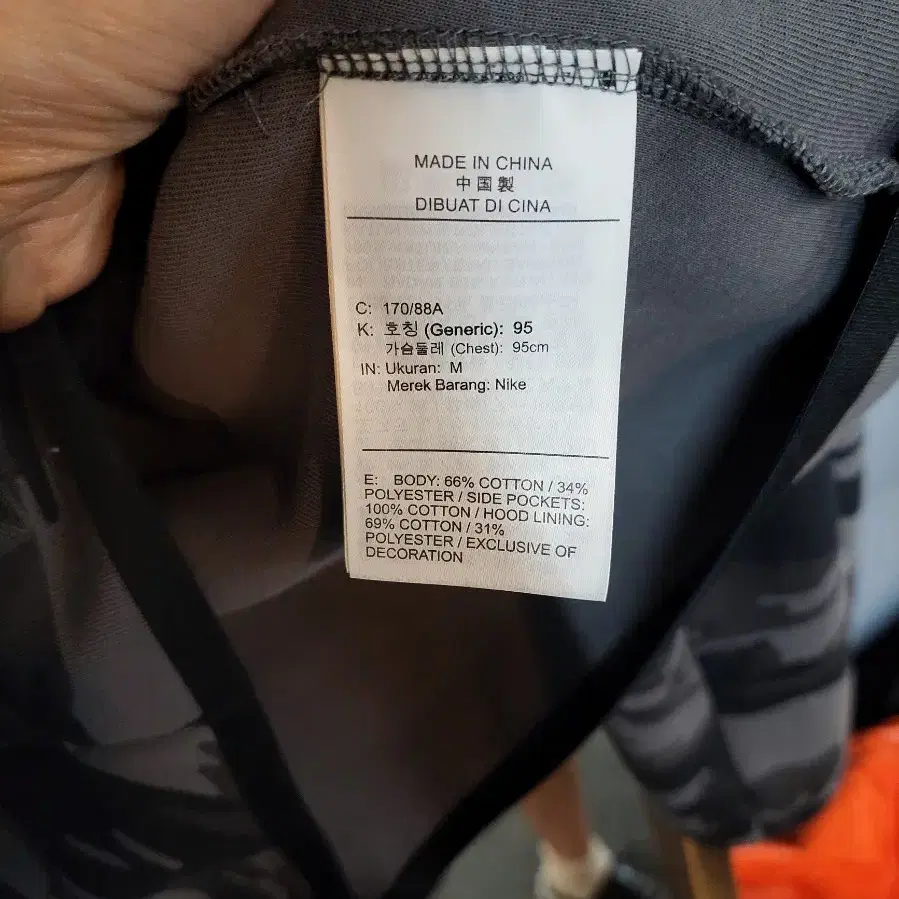 MADE IN CHINA
中国製
DIBUAT DI CINA
C: 170/88A
K: 호칭 (Generic): 95
가슴둘레 (Chest): 95cm
IN: Ukuran: M
Merek Barang: Nike
E: BODY: 66% COTTON / 34%
POLYESTER / SIDE POCKETS:
100% COTTON / HOOD LINING:
69% COTTON / 31%
POLYESTER / EXCLUSIVE OF
DECORATION